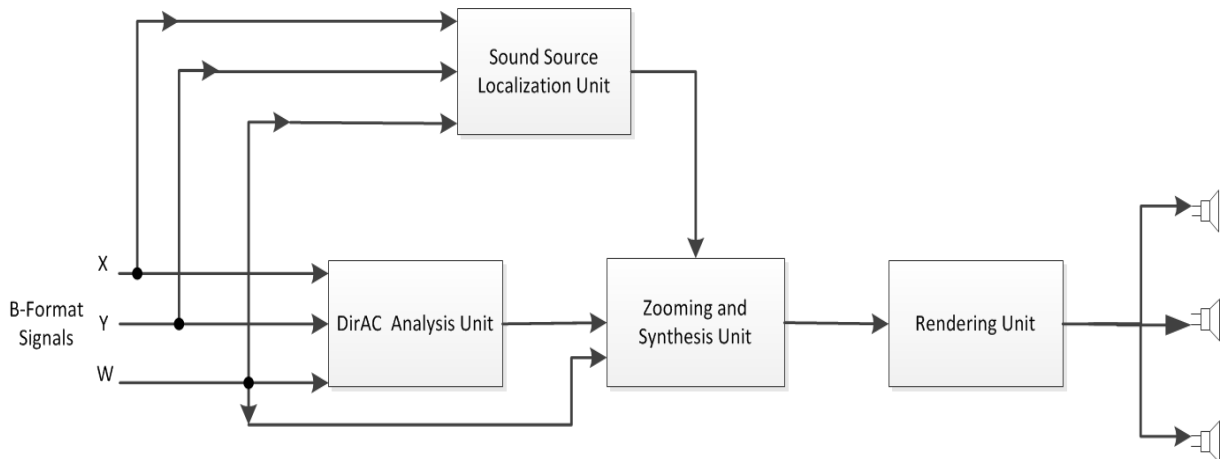 Sound Source
Localization Unit
X
B-Format
Signals
Y
W
DirAC Analysis Unit
Zooming and
Synthesis Unit
Rendering Unit